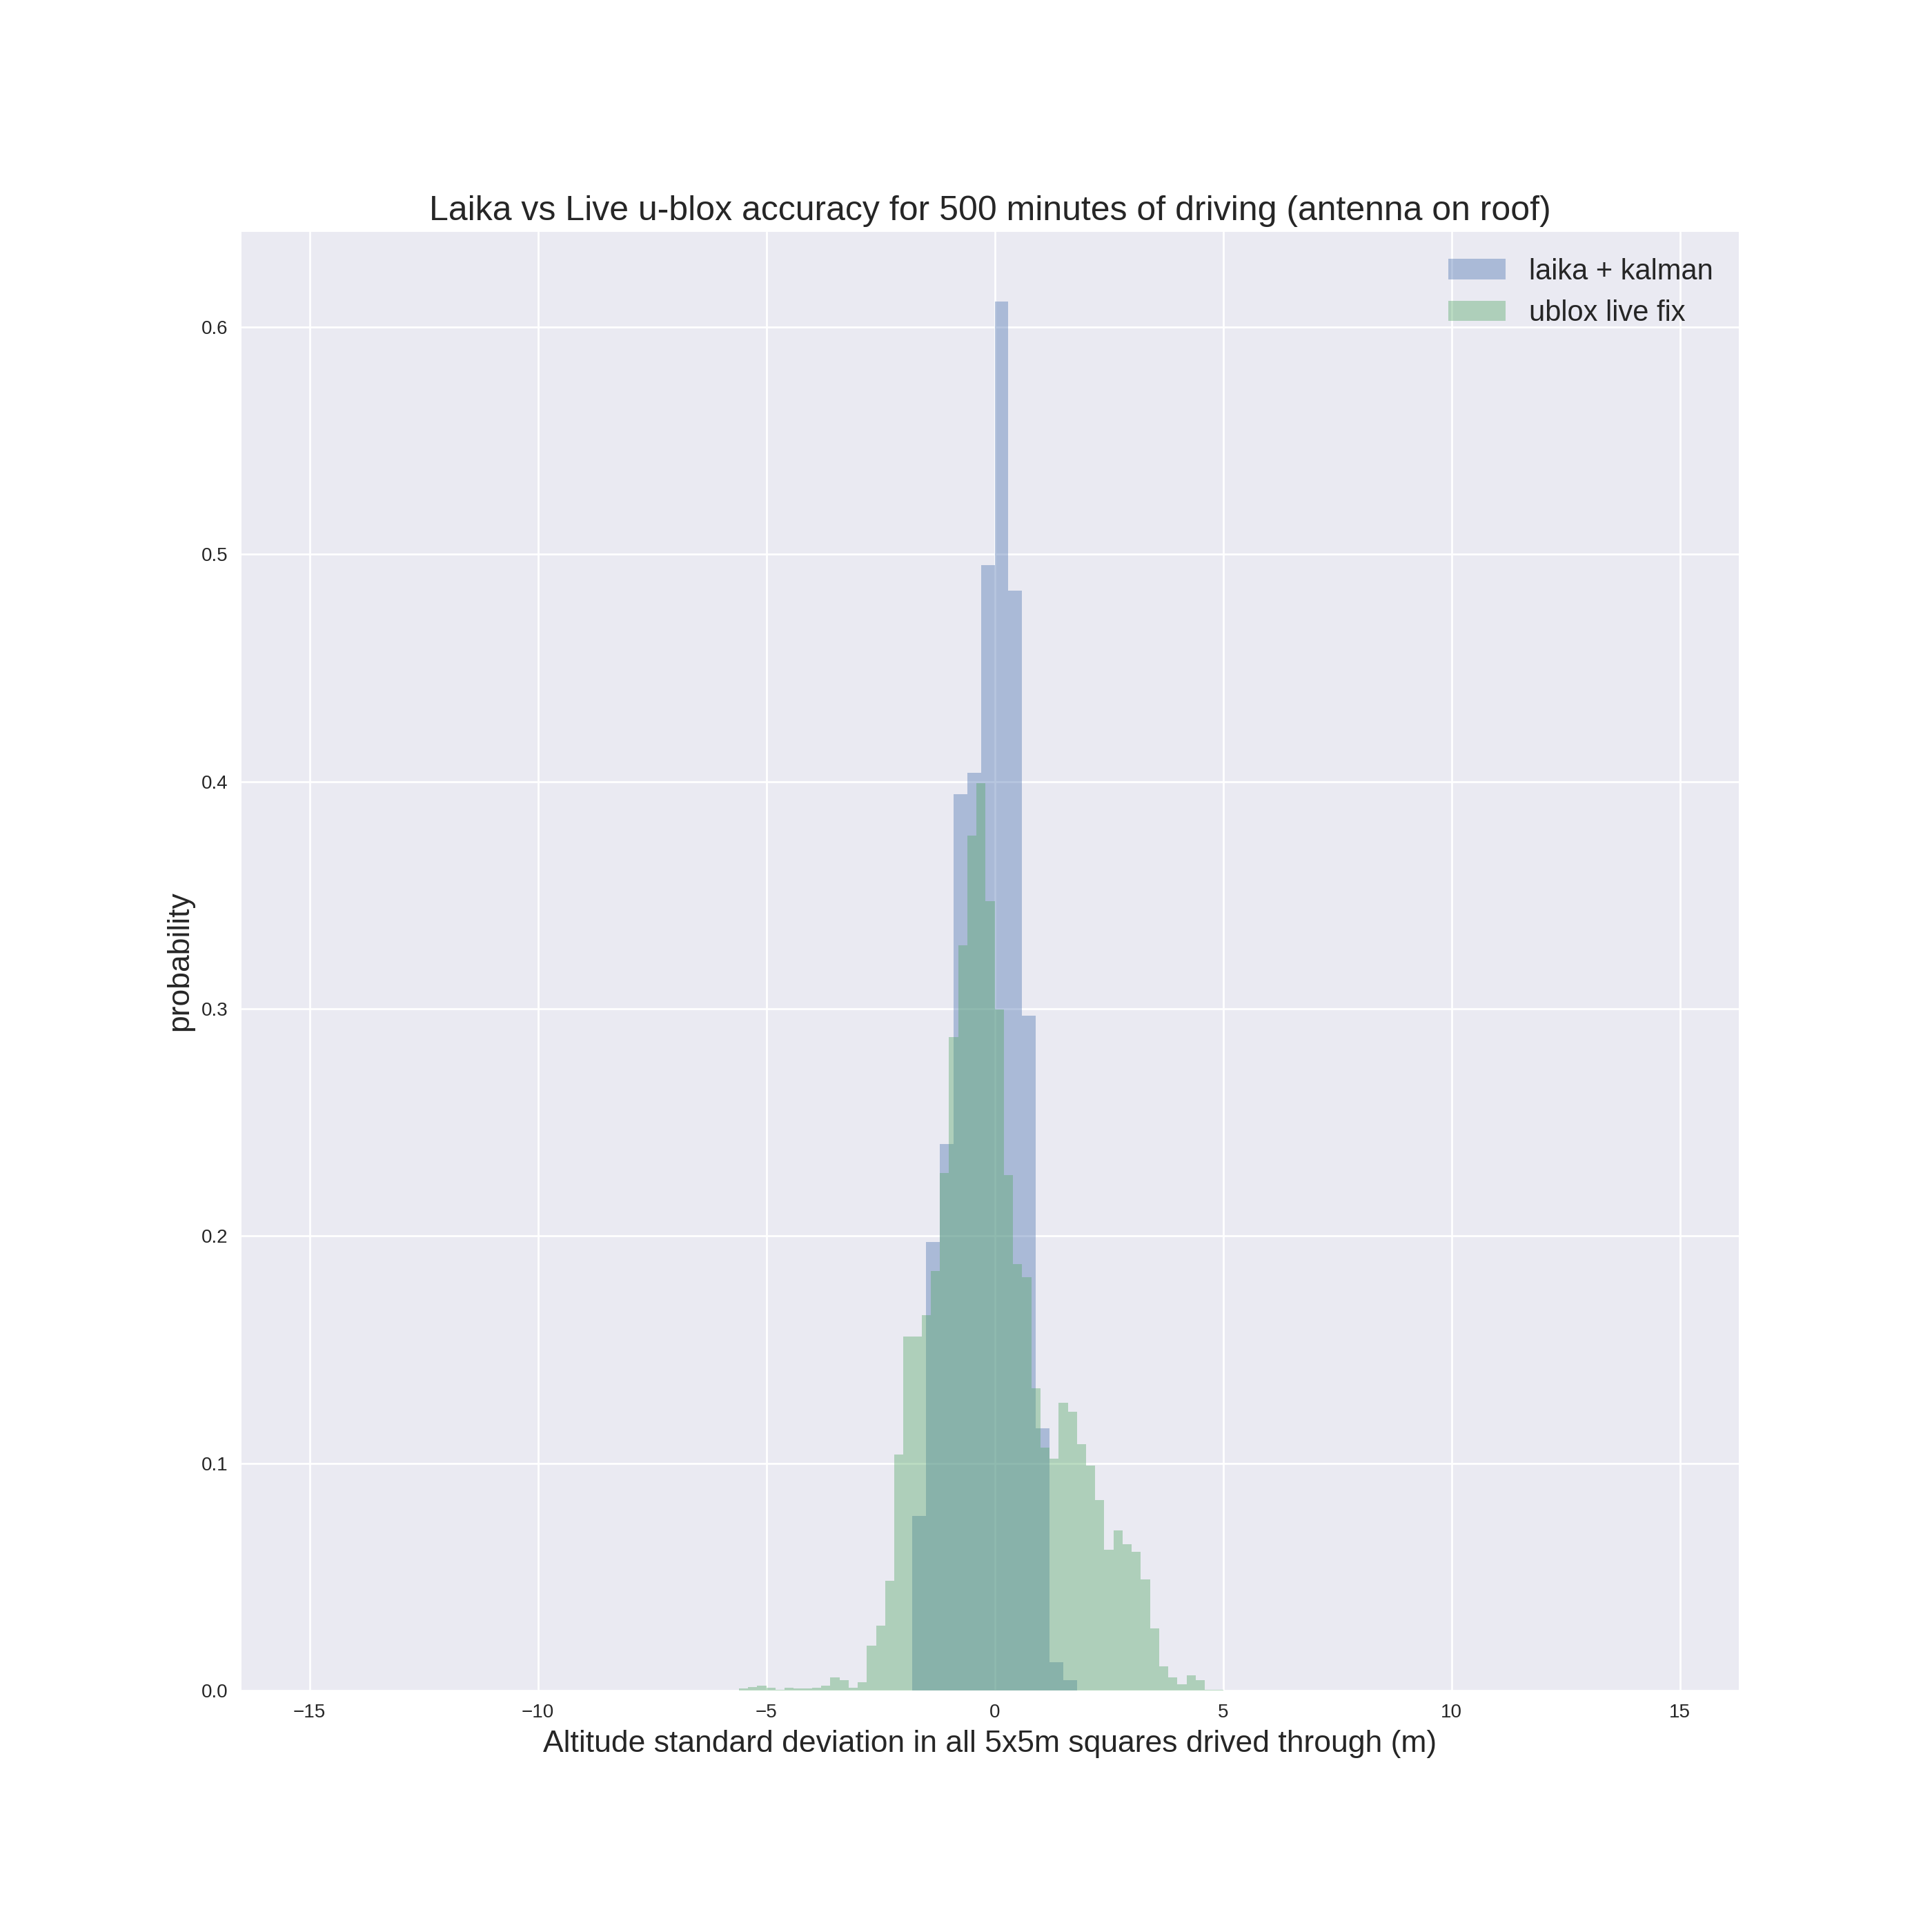 Laika vs Live u-blox accuracy for 500 minutes of driving (antenna on roof)
laika + kalman
ublox live fix
0.6
0.5
0.4
0.3
0.2
0.1
0.0
probability
−15
−10
−5
0
5
10
15
Altitude standard deviation in all 5x5m squares drived through (m)